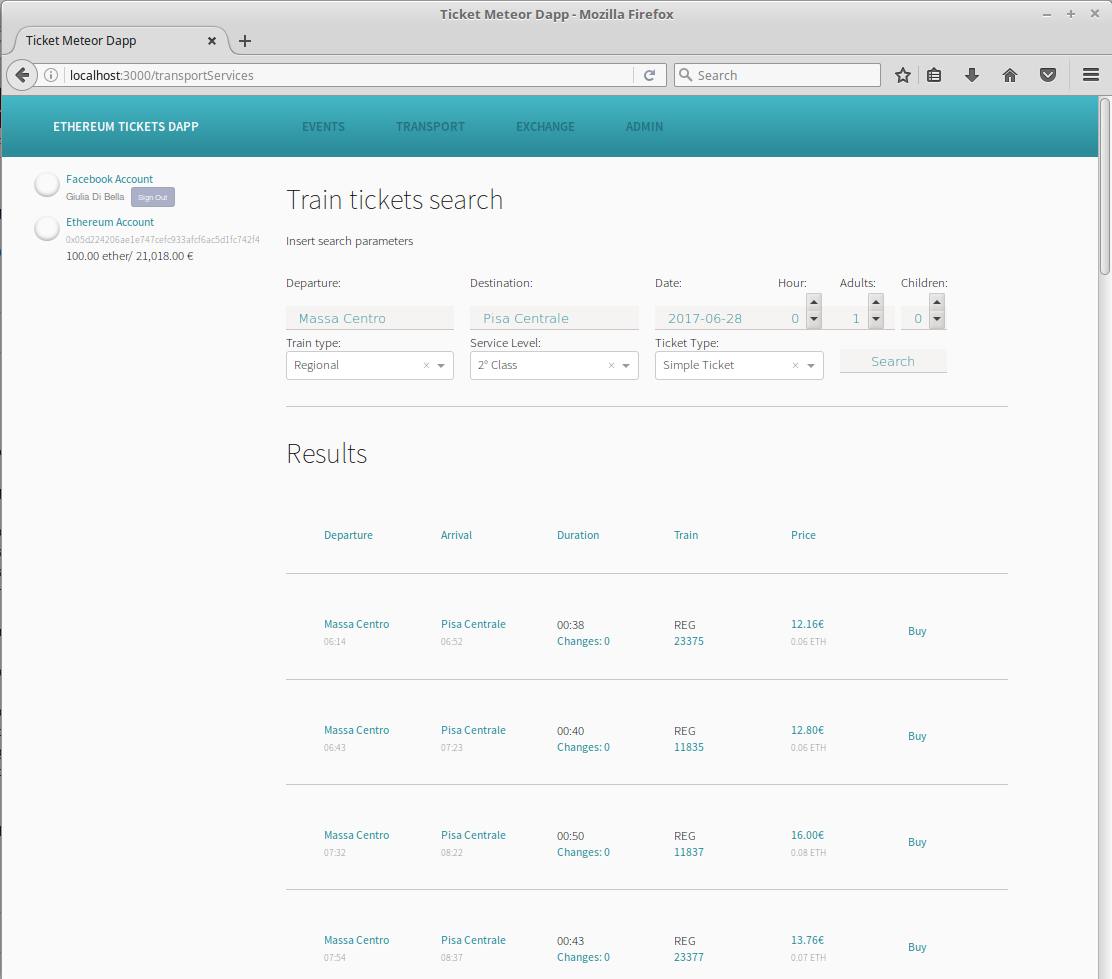 Ticket Meteor Dapp - Mozilla Firefox
Ticket Meteor Dapp
localhost:3000/transportServices
Search
ETHEREUM TICKETS DAPP
EVENTS TRANSPORT EXCHANGE ADMIN
Facebook Account
Giulia Di Bella Sign Out
Ethereum Account
0x05d224206ae1e747cefc933afcf6ac5d1fc742f4
100.00 ether/ 21,018.00 €
Train tickets search
Insert search parameters
Departure: Destination: Date: Hour: Adults: Children:
Massa Centro Pisa Centrale 2017-06-28 0 1 0
Train type: Service Level: Ticket Type:
Regional × 2° Class × Simple Ticket × Search
Results
Departure Arrival Duration Train Price
Massa Centro Pisa Centrale 00:38 REG 12.16€
06:14 06:52 Changes: 0 23375 0.06 ETH
Buy
Massa Centro Pisa Centrale 00:40 REG 12.80€
06:43 07:23 Changes: 0 11835 0.06 ETH
Buy
Massa Centro Pisa Centrale 00:50 REG 16.00€
07:32 08:22 Changes: 0 11837 0.08 ETH
Buy
Massa Centro Pisa Centrale 00:43 REG 13.76€
07:54 08:37 Changes: 0 23377 0.07 ETH
Buy